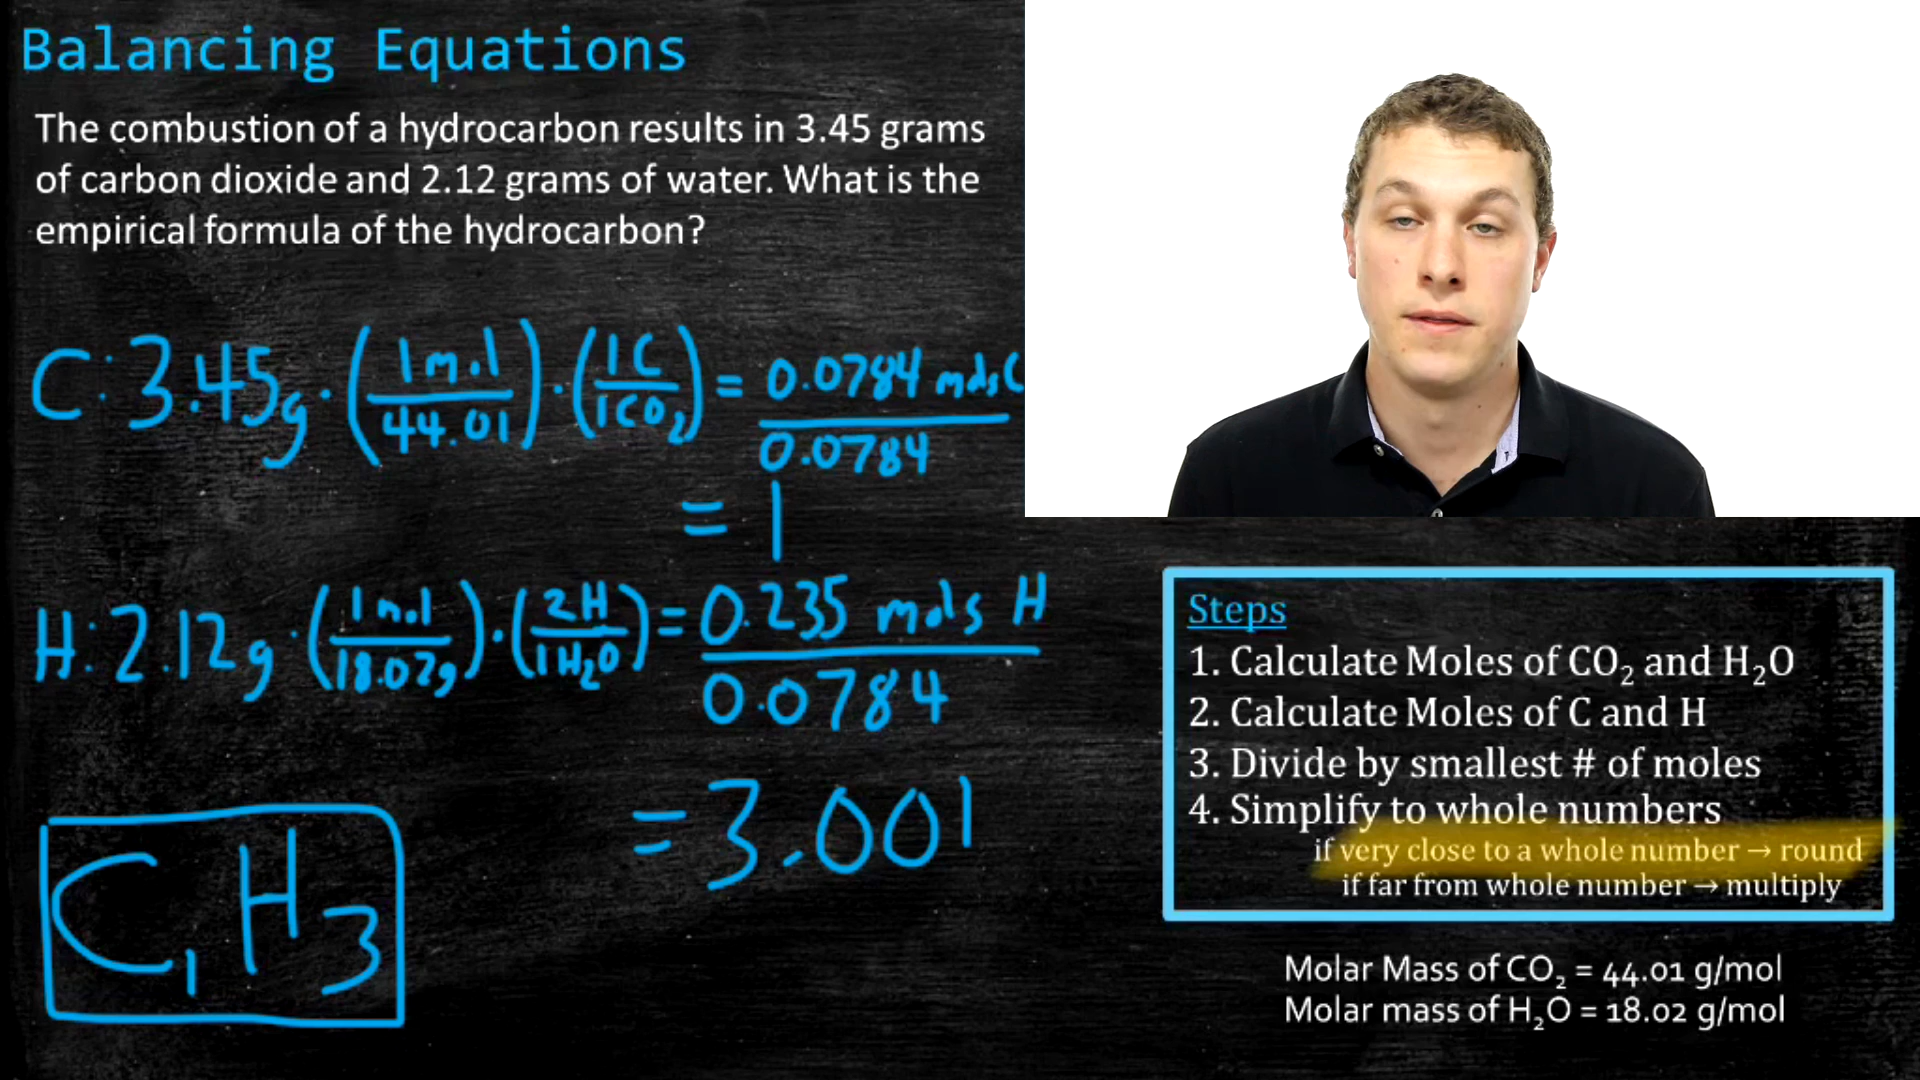 Balancing Equations
The combustion of a hydrocarbon results in 3.45 grams
of carbon dioxide and 2.12 grams of water. What is the
empirical formula of the hydrocarbon?
C: 3.45g · (1 mol / 44.01) · (1C / 1CO₂) = 0.0784 mols C / 0.0784
= 1
H: 2.12g · (1 mol / 18.02g) · (2H / 1H₂O) = 0.235 mols H / 0.0784
= 3.001
C₁H₃
Steps
1. Calculate Moles of CO₂ and H₂O
2. Calculate Moles of C and H
3. Divide by smallest # of moles
4. Simplify to whole numbers
if very close to a whole number → round
if far from whole number → multiply
Molar Mass of CO₂ = 44.01 g/mol
Molar mass of H₂O = 18.02 g/mol